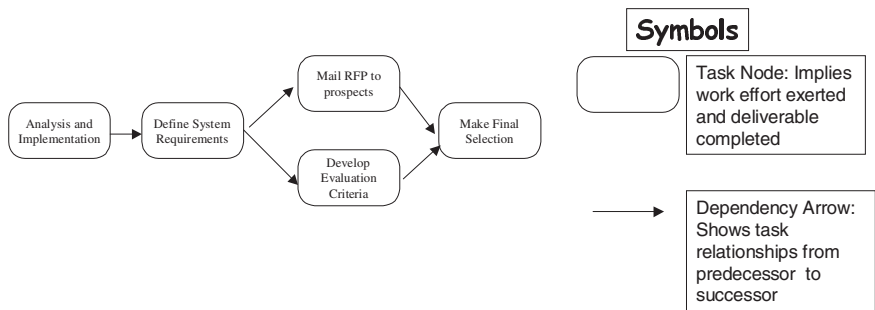 Analysis and
Implementation
Define System
Requirements
Mail RFP to
prospects
Develop
Evaluation
Criteria
Make Final
Selection
Symbols
Task Node: Implies
work effort exerted
and deliverable
completed
Dependency Arrow:
Shows task
relationships from
predecessor to
successor